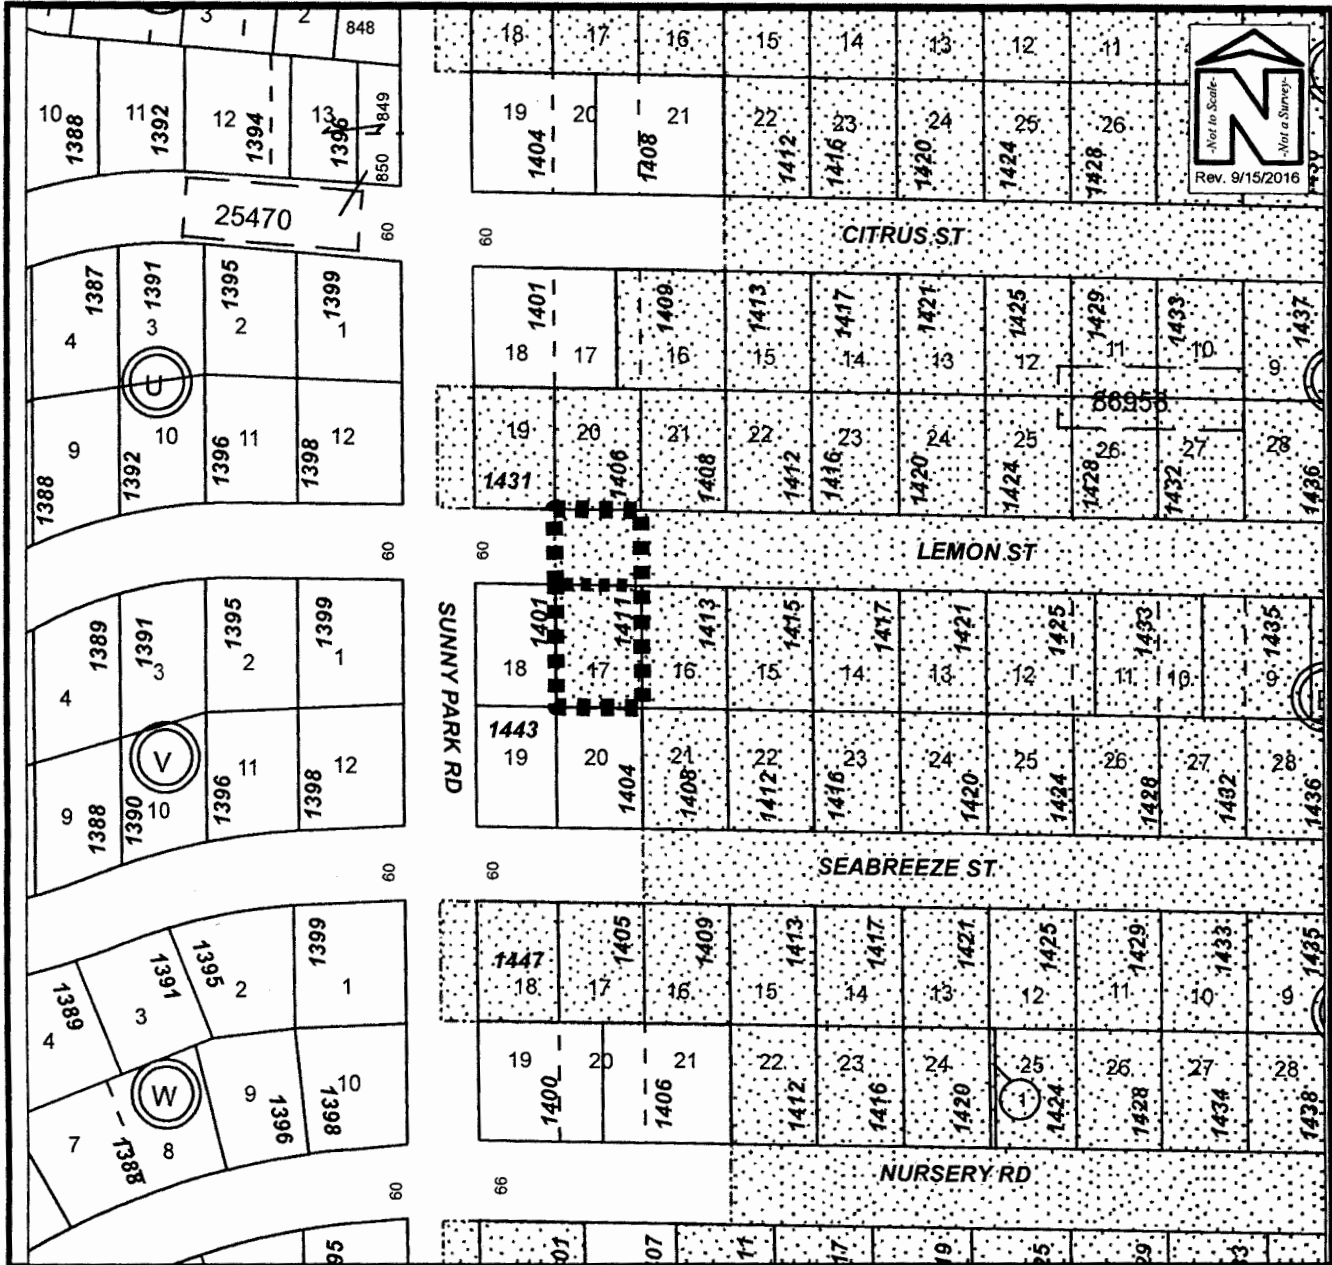 3 2 848
18 17 16 15 14 13 12 11
-Not to Scale-
N
-Not a Survey-
Rev. 9/15/2016
10 11 12 13 849
1388 1392 1394 1396 850
19 20 21 22 23 24 25 26
1404 1408 1412 1416 1420 1424 1428
25470
60 60
CITRUS ST
1387 1391 1395 1399
4 3 2 1
U
9 10 11 12
1388 1392 1396 1398
1401 1409 1413 1417 1421 1425 1429 1433 1437
18 17 16 15 14 13 12 11 10 9
86956
19 20 21 22 23 24 25 26 27 28
1431 1406 1408 1412 1416 1420 1424 1428 1432 1436
60 60
LEMON ST
SUNNY PARK RD
1389 1391 1395 1399
4 3 2 1
V
9 10 11 12
1388 1390 1396 1398
1401 1411 1413 1415 1417 1421 1425 1433 1435
18 17 16 15 14 13 12 11 10 9
1443
19 20 21 22 23 24 25 26 27 28
1404 1408 1412 1416 1420 1424 1428 1432 1436
60 60
SEABREEZE ST
1389 1391 1395 1399
4 3 2 1
W
7 8 9 10
1388 1396 1398
1447 1405 1409 1413 1417 1421 1425 1429 1433 1435
18 17 16 15 14 13 12 11 10 9
19 20 21 22 23 24 25 26 27 28
1
1400 1406 1412 1416 1420 1424 1428 1434 1438
60 66
NURSERY RD
95 01 07 11 17 19 25 29 33